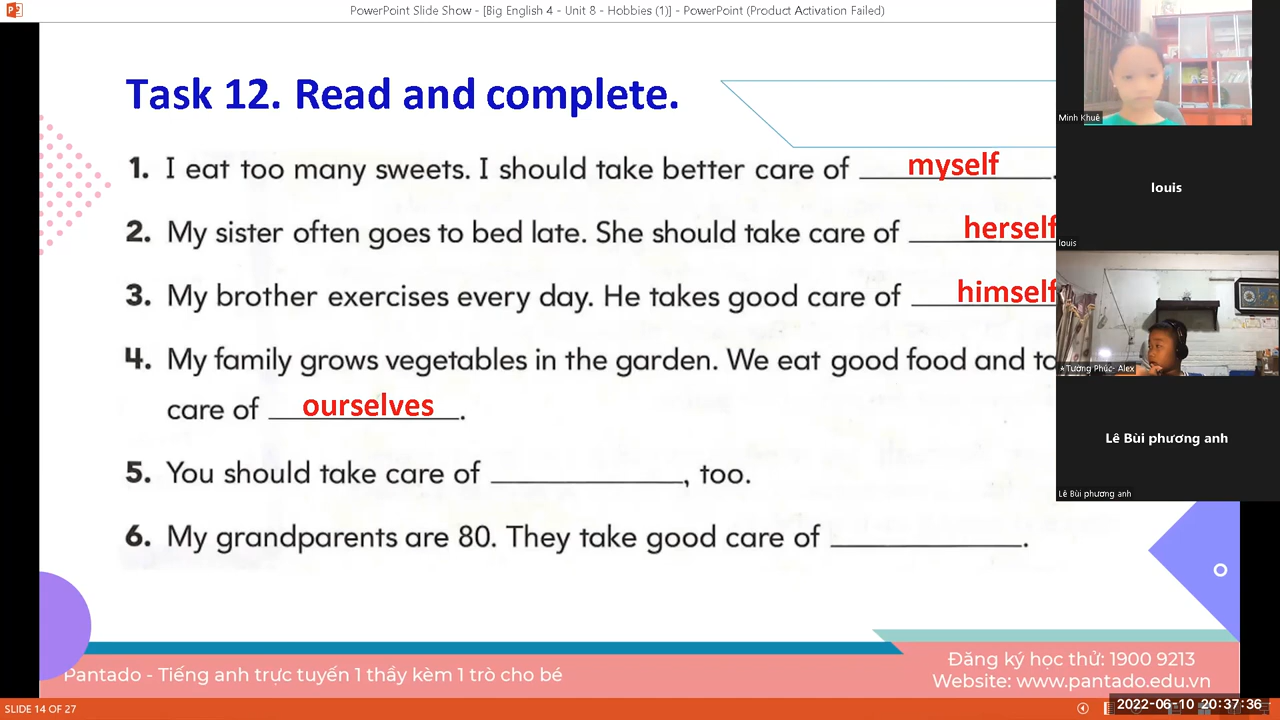 PowerPoint Slide Show - [Big English 4 - Unit 8 - Hobbies (1)] - PowerPoint (Product Activation Failed)
Task 12. Read and complete.
1. I eat too many sweets. I should take better care of myself.
2. My sister often goes to bed late. She should take care of herself
3. My brother exercises every day. He takes good care of himself
4. My family grows vegetables in the garden. We eat good food and ta
care of ourselves.
5. You should take care of ____________, too.
6. My grandparents are 80. They take good care of ____________.
Minh Khuê
louis
louis
Tường Phúc- Alex
Lê Bùi phương anh
Lê Bùi phương anh
Pantado - Tiếng anh trực tuyến 1 thầy kèm 1 trò cho bé
Đăng ký học thử: 1900 9213
Website: www.pantado.edu.vn
SLIDE 14 OF 27
2022-06-10 20:37:36